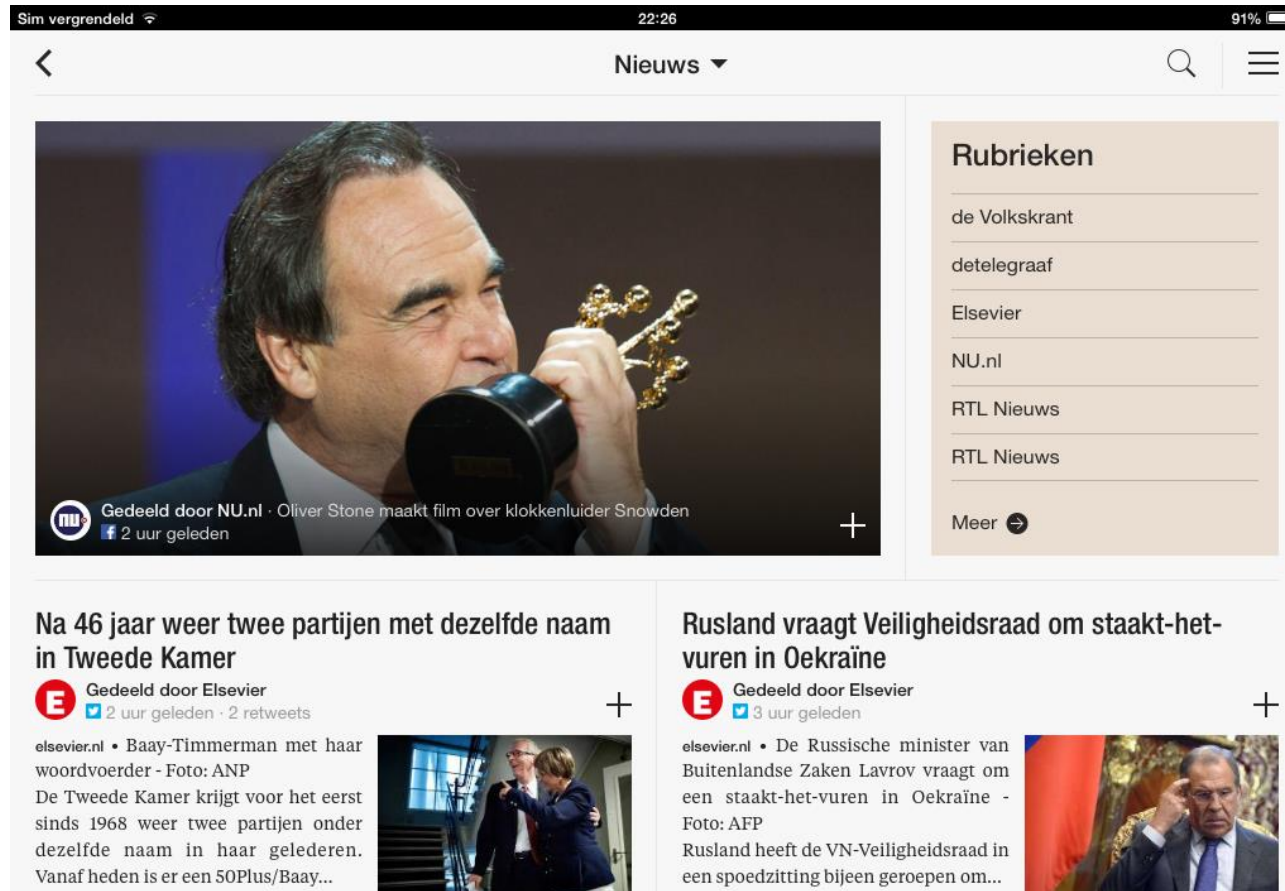 Sim vergrendeld
22:26
91%
Nieuws
Rubrieken
de Volkskrant
detelegraaf
Elsevier
NU.nl
RTL Nieuws
RTL Nieuws
Meer
nu
Gedeeld door NU.nl · Oliver Stone maakt film over klokkenluider Snowden
2 uur geleden
Na 46 jaar weer twee partijen met dezelfde naam
in Tweede Kamer
E
Gedeeld door Elsevier
2 uur geleden · 2 retweets
elsevier.nl • Baay-Timmerman met haar
woordvoerder - Foto: ANP
De Tweede Kamer krijgt voor het eerst
sinds 1968 weer twee partijen onder
dezelfde naam in haar gelederen.
Vanaf heden is er een 50Plus/Baay...
Rusland vraagt Veiligheidsraad om staakt-het-
vuren in Oekraïne
E
Gedeeld door Elsevier
3 uur geleden
elsevier.nl • De Russische minister van
Buitenlandse Zaken Lavrov vraagt om
een staakt-het-vuren in Oekraïne -
Foto: AFP
Rusland heeft de VN-Veiligheidsraad in
een spoedzitting bijeen geroepen om...